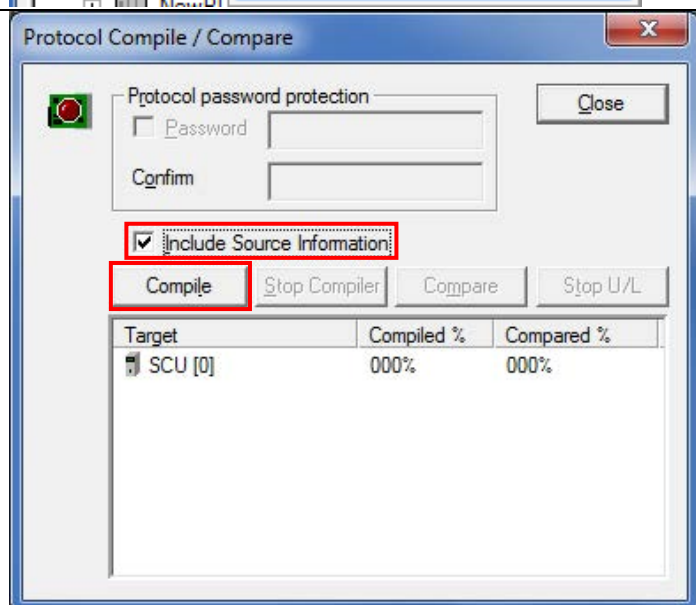 Protocol Compile / Compare
Protocol password protection
Close
Password
Confirm
Include Source Information
Compile Stop Compiler Compare Stop U/L
Target Compiled % Compared %
SCU [0] 000% 000%